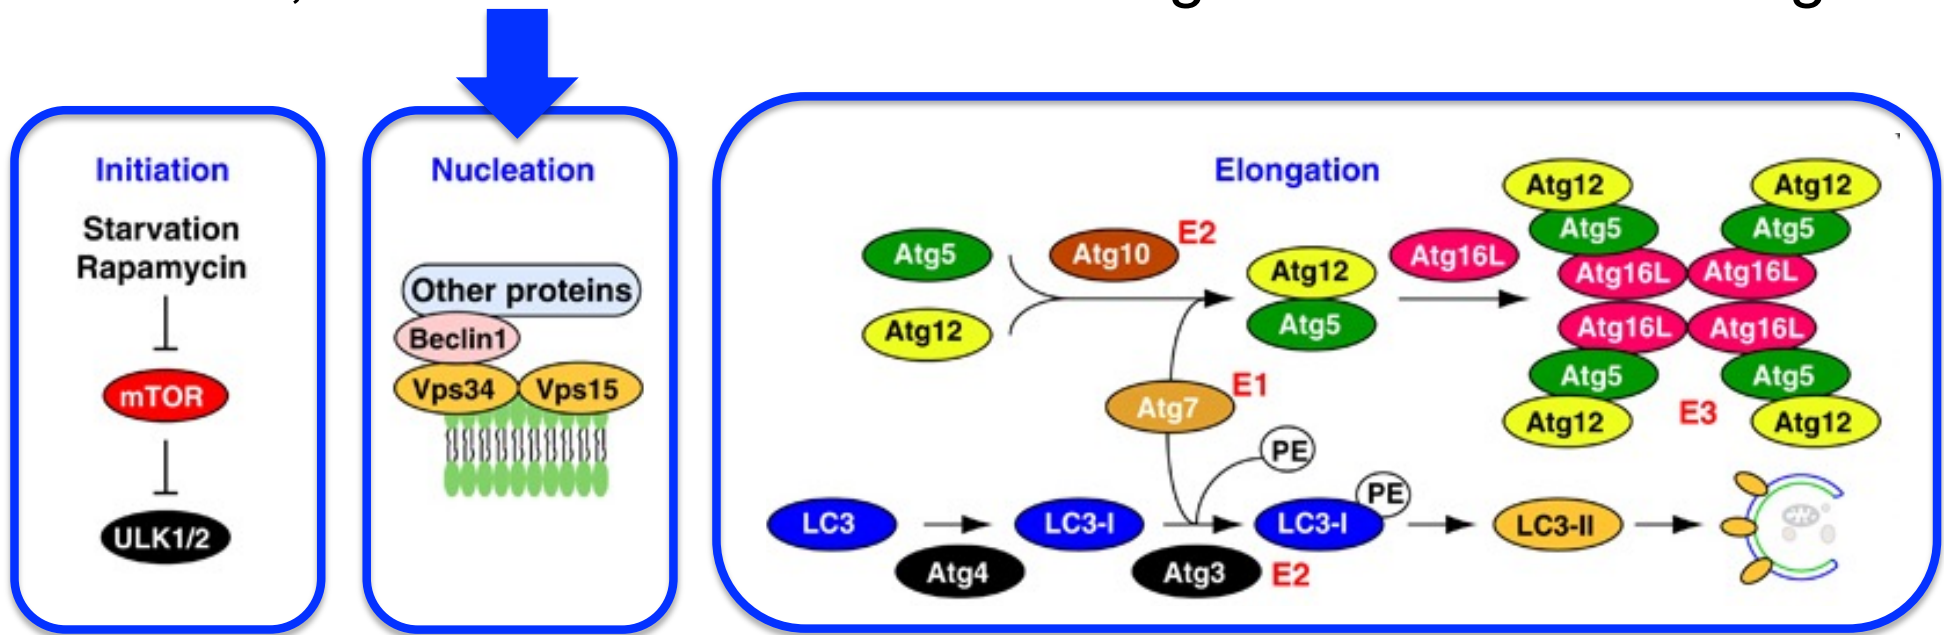 Initiation
Starvation
Rapamycin
mTOR
ULK1/2
Nucleation
Other proteins
Beclin1
Vps34 Vps15
Elongation
Atg5
Atg10
E2
Atg12
Atg12
Atg5
Atg16L
Atg12 Atg12
Atg5 Atg5
Atg16L Atg16L
Atg16L Atg16L
Atg5 Atg5
Atg12 Atg12
E3
Atg7
E1
PE
LC3
Atg4
LC3-I
Atg3
E2
LC3-I
PE
LC3-II